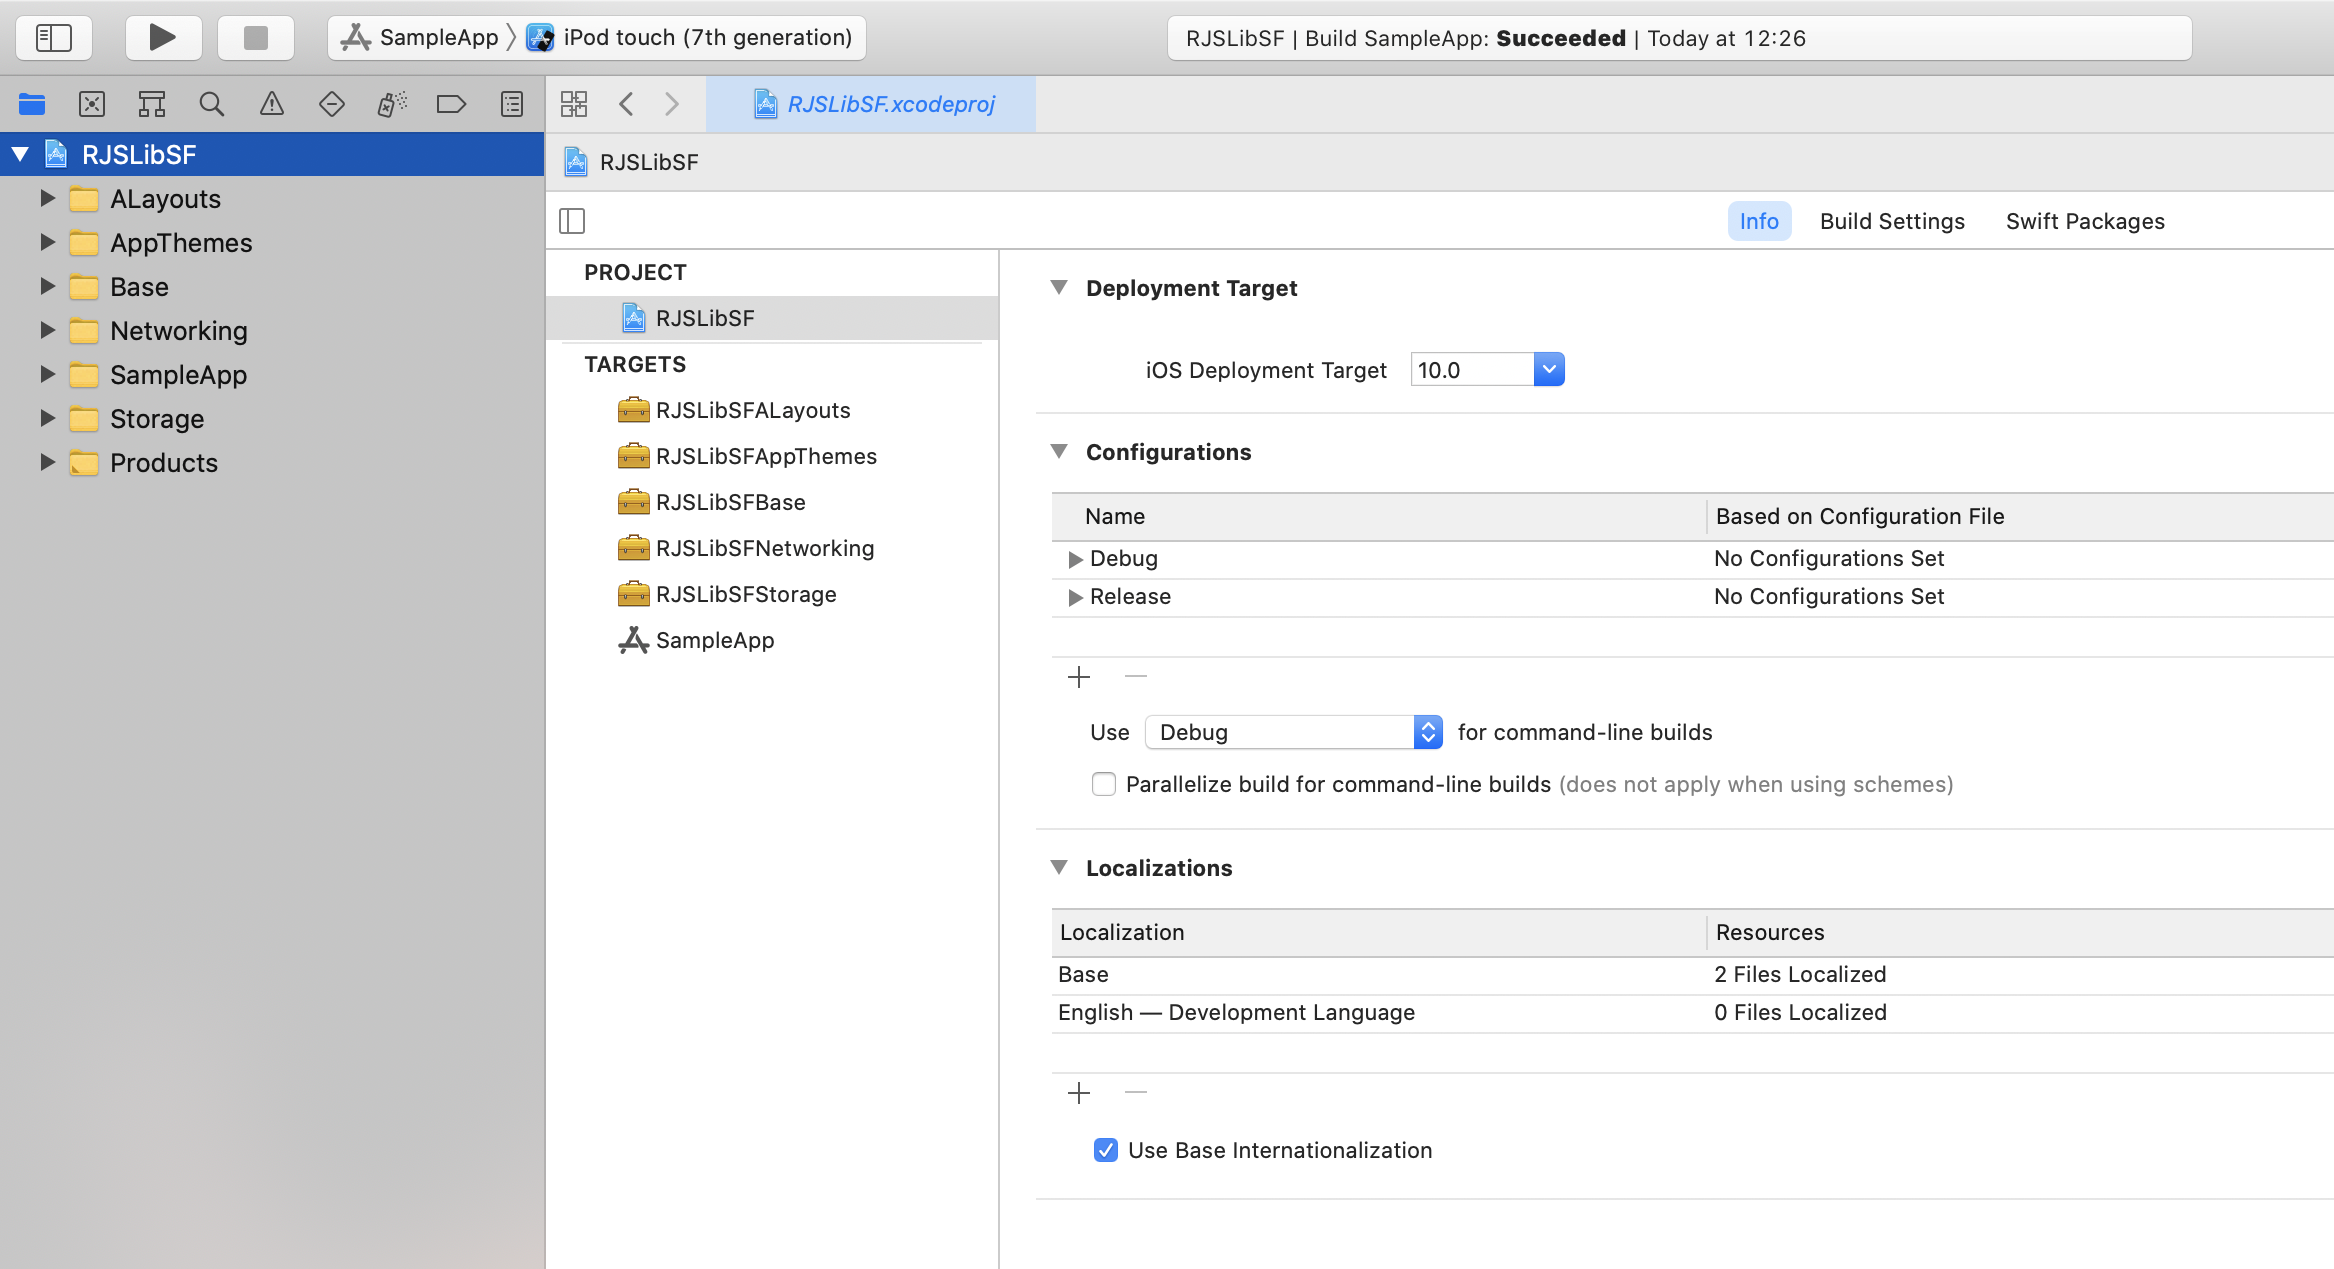 SampleApp 〉 iPod touch (7th generation)
RJSLibSF | Build SampleApp: Succeeded | Today at 12:26
RJSLibSF
ALayouts
AppThemes
Base
Networking
SampleApp
Storage
Products
RJSLibSF.xcodeproj
RJSLibSF
Info Build Settings Swift Packages
PROJECT
RJSLibSF
TARGETS
RJSLibSFALayouts
RJSLibSFAppThemes
RJSLibSFBase
RJSLibSFNetworking
RJSLibSFStorage
SampleApp
Deployment Target
iOS Deployment Target 10.0
Configurations
Name Based on Configuration File
Debug No Configurations Set
Release No Configurations Set
Use Debug for command-line builds
Parallelize build for command-line builds (does not apply when using schemes)
Localizations
Localization Resources
Base 2 Files Localized
English — Development Language 0 Files Localized
Use Base Internationalization